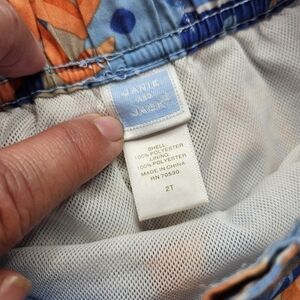 JANIE
AND
JACK
SHELL
100% POLYESTER
LINING
100% POLYESTER
MADE IN CHINA
RN 70530
2T